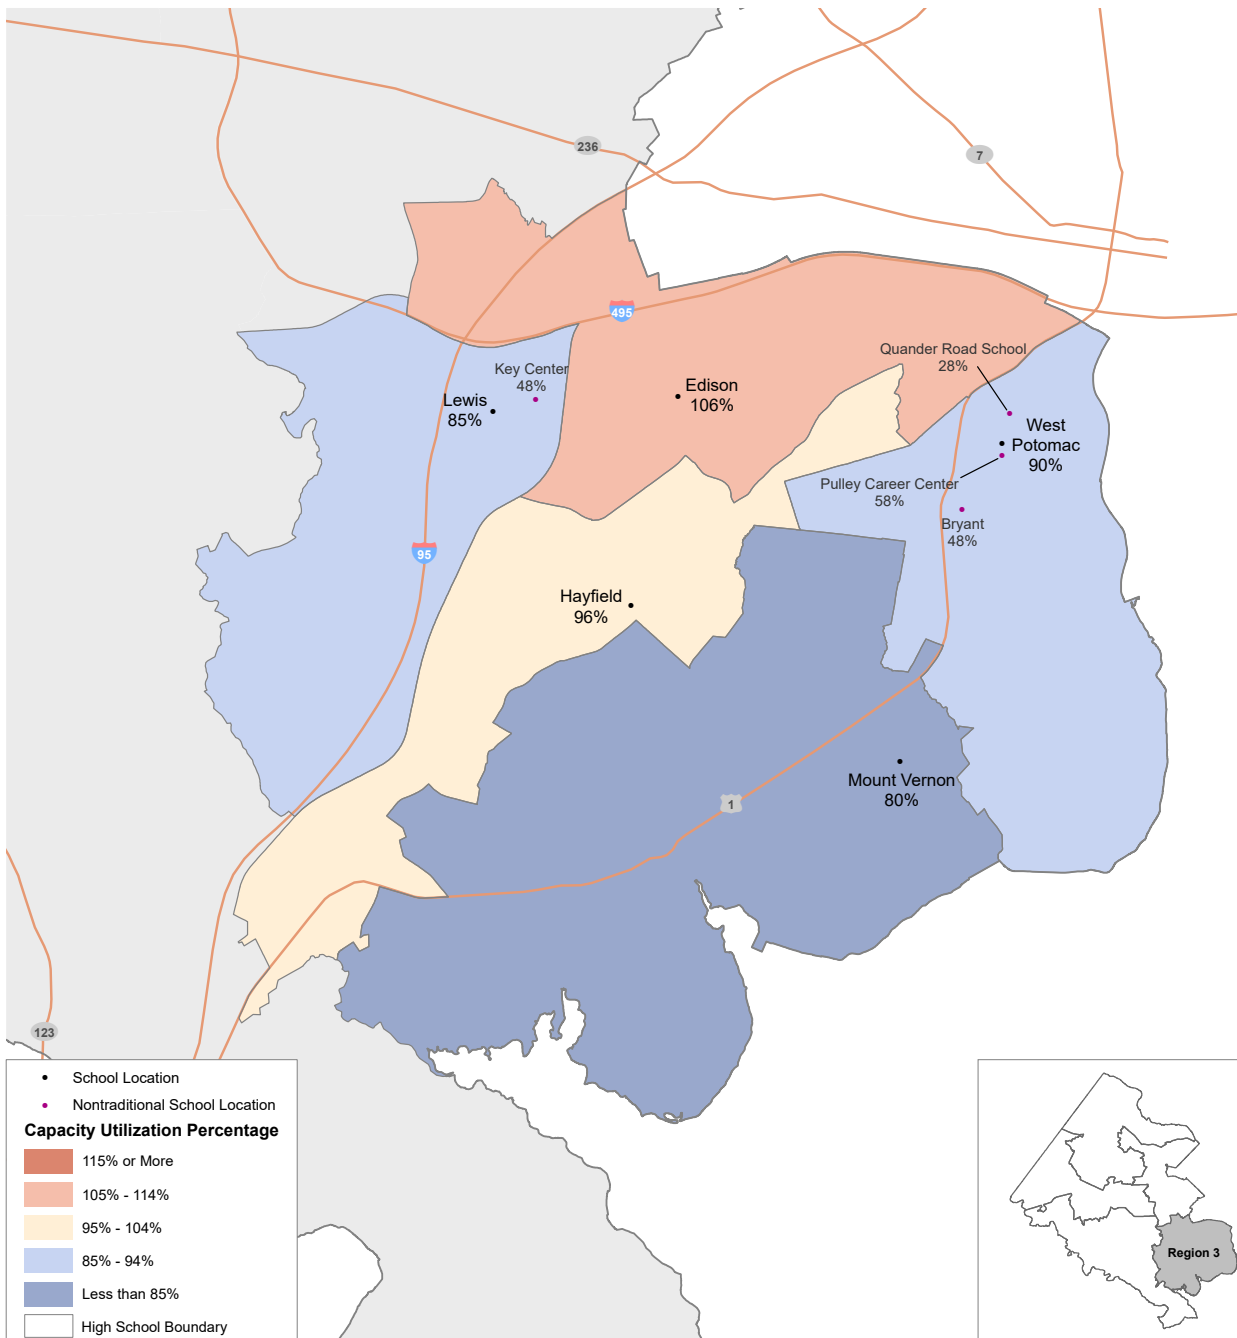 236
7
495
Quander Road School
28%
Key Center
48%
Edison
106%
Lewis
85%
West
Potomac
90%
Pulley Career Center
58%
Bryant
48%
95
Hayfield
96%
Mount Vernon
80%
1
123
School Location
Nontraditional School Location
Capacity Utilization Percentage
115% or More
105% - 114%
95% - 104%
85% - 94%
Less than 85%
High School Boundary
Region 3